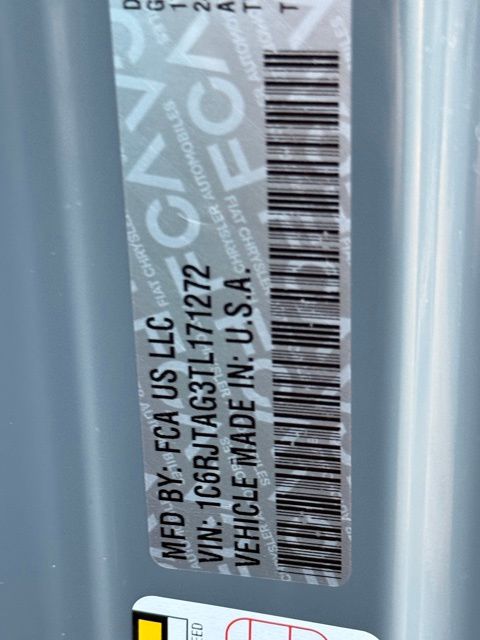 MFD BY: FCA US LLC
VIN: 1C6RJTAG3TL171272
VEHICLE MADE IN: U.S.A.